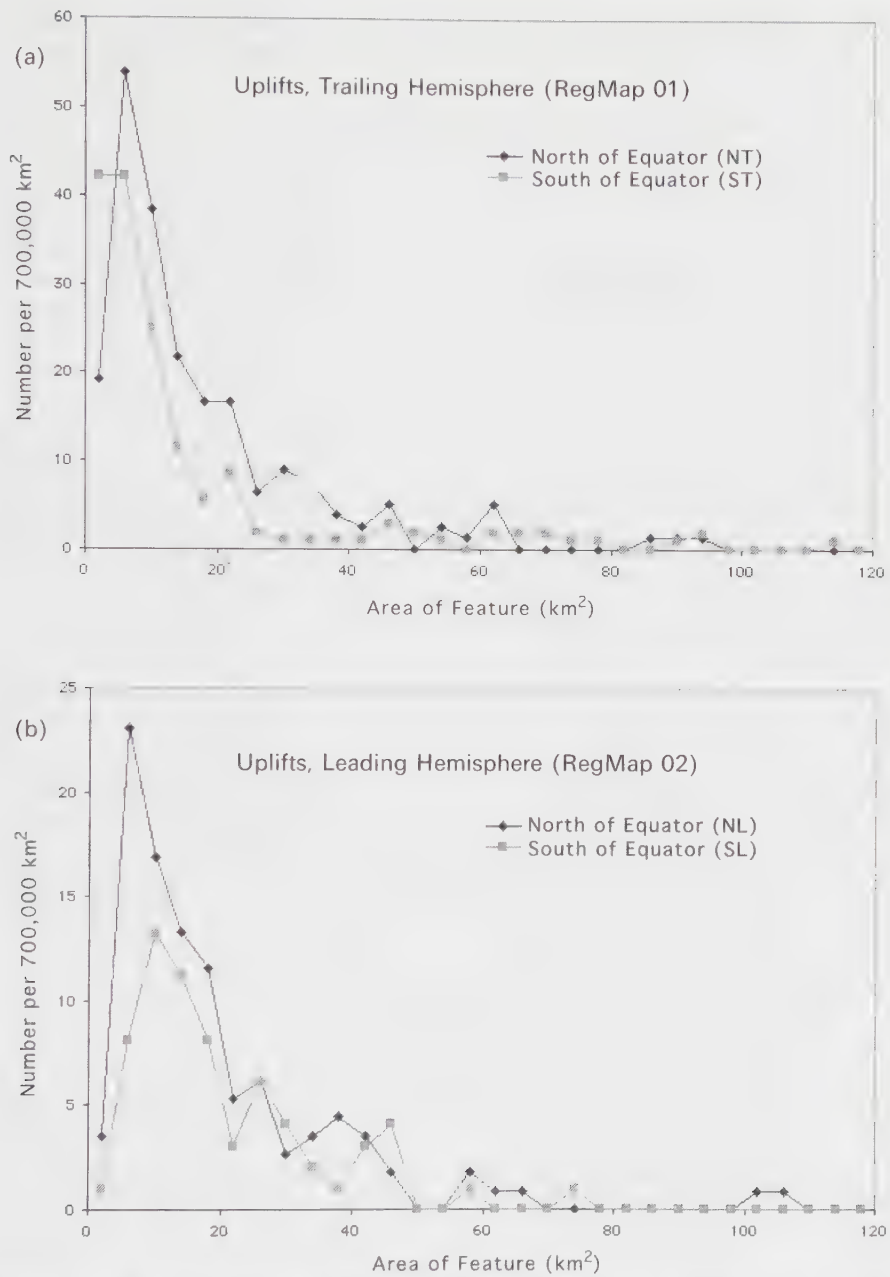 (a)
Uplifts, Trailing Hemisphere (RegMap 01)
North of Equator (NT)
South of Equator (ST)
Number per 700,000 km²
60
50
40
30
20
10
0
0 20 40 60 80 100 120
Area of Feature (km²)
(b)
Uplifts, Leading Hemisphere (RegMap 02)
North of Equator (NL)
South of Equator (SL)
Number per 700,000 km²
25
20
15
10
5
0
0 20 40 60 80 100 120
Area of Feature (km²)